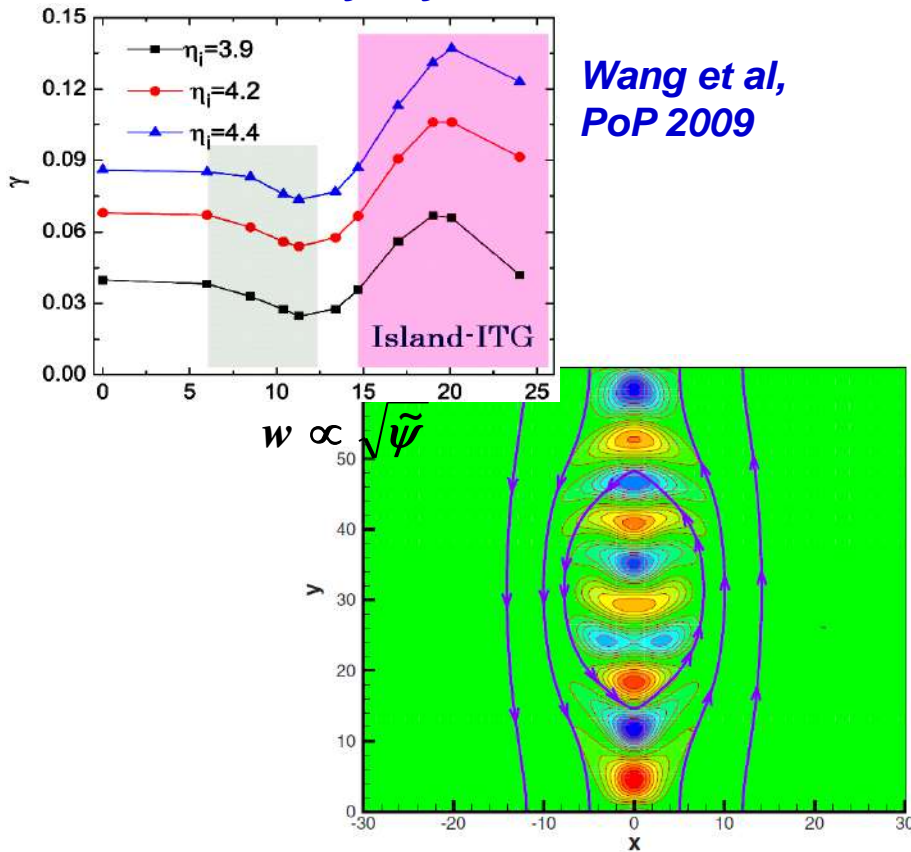 0.15
0.12
0.09
0.06
0.03
0.00
γ
ηi=3.9
ηi=4.2
ηi=4.4
Island-ITG
0 5 10 15 20 25
w ∝ √ψ̃
Wang et al,
PoP 2009
50
40
30
20
10
0
y
-30 -20 -10 0 10 20 30
x